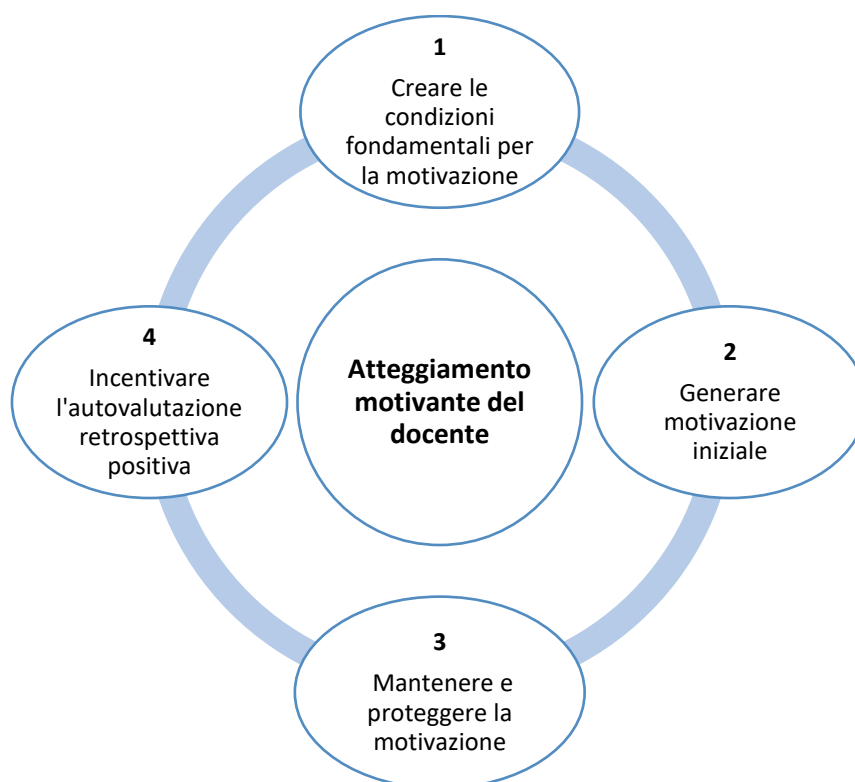 1
Creare le
condizioni
fondamentali per
la motivazione
2
Generare
motivazione
iniziale
3
Mantenere e
proteggere la
motivazione
4
Incentivare
l'autovalutazione
retrospettiva
positiva
Atteggiamento
motivante del
docente